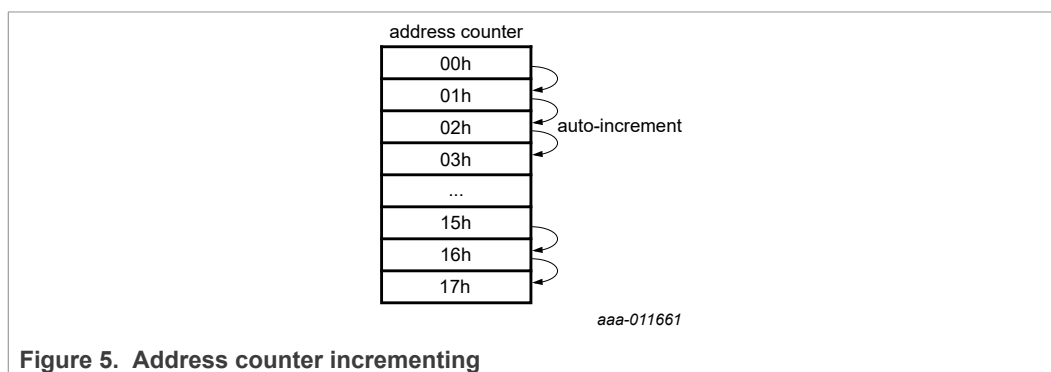 address counter
00h
01h
02h
auto-increment
03h
...
15h
16h
17h
aaa-011661
Figure 5. Address counter incrementing